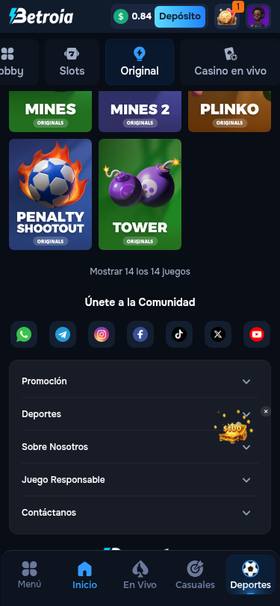 Betroia
$ 0.84 Depósito
1
obby Slots Original Casino en vivo
MINES MINES 2 PLINKO
ORIGINALS ORIGINALS ORIGINALS
PENALTY
SHOOTOUT
ORIGINALS
TOWER
ORIGINALS
Mostrar 14 los 14 juegos
Únete a la Comunidad
Promoción
Deportes
Sobre Nosotros
Juego Responsable
Contáctanos
Menú Inicio En Vivo Casuales Deportes